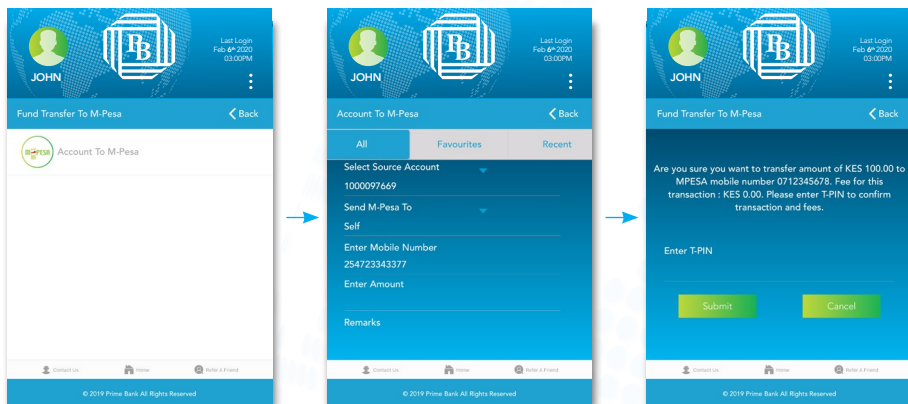 PB
Last Login
Feb 6th 2020
03:00PM
JOHN
Fund Transfer To M-Pesa
Back
m-pesa
Account To M-Pesa
Contact Us
Home
Refer A Friend
© 2019 Prime Bank All Rights Reserved
PB
Last Login
Feb 6th 2020
03:00PM
JOHN
Account To M-Pesa
Back
All
Favourites
Recent
Select Source Account
1000097669
Send M-Pesa To
Self
Enter Mobile Number
254723343377
Enter Amount
Remarks
Contact Us
Home
Refer A Friend
© 2019 Prime Bank All Rights Reserved
PB
Last Login
Feb 6th 2020
03:00PM
JOHN
Fund Transfer To M-Pesa
Back
Are you sure you want to transfer amount of KES 100.00 to
MPESA mobile number 0712345678. Fee for this
transaction : KES 0.00. Please enter T-PIN to confirm
transaction and fees.
Enter T-PIN
Submit
Cancel
Contact Us
Home
Refer A Friend
© 2019 Prime Bank All Rights Reserved